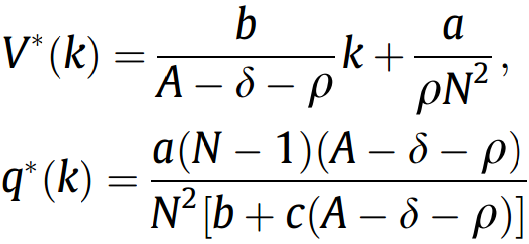 V*(k) = b / (A − δ − ρ) k + a / (ρN²) ,
q*(k) = a(N − 1)(A − δ − ρ) / (N²[b + c(A − δ − ρ)])